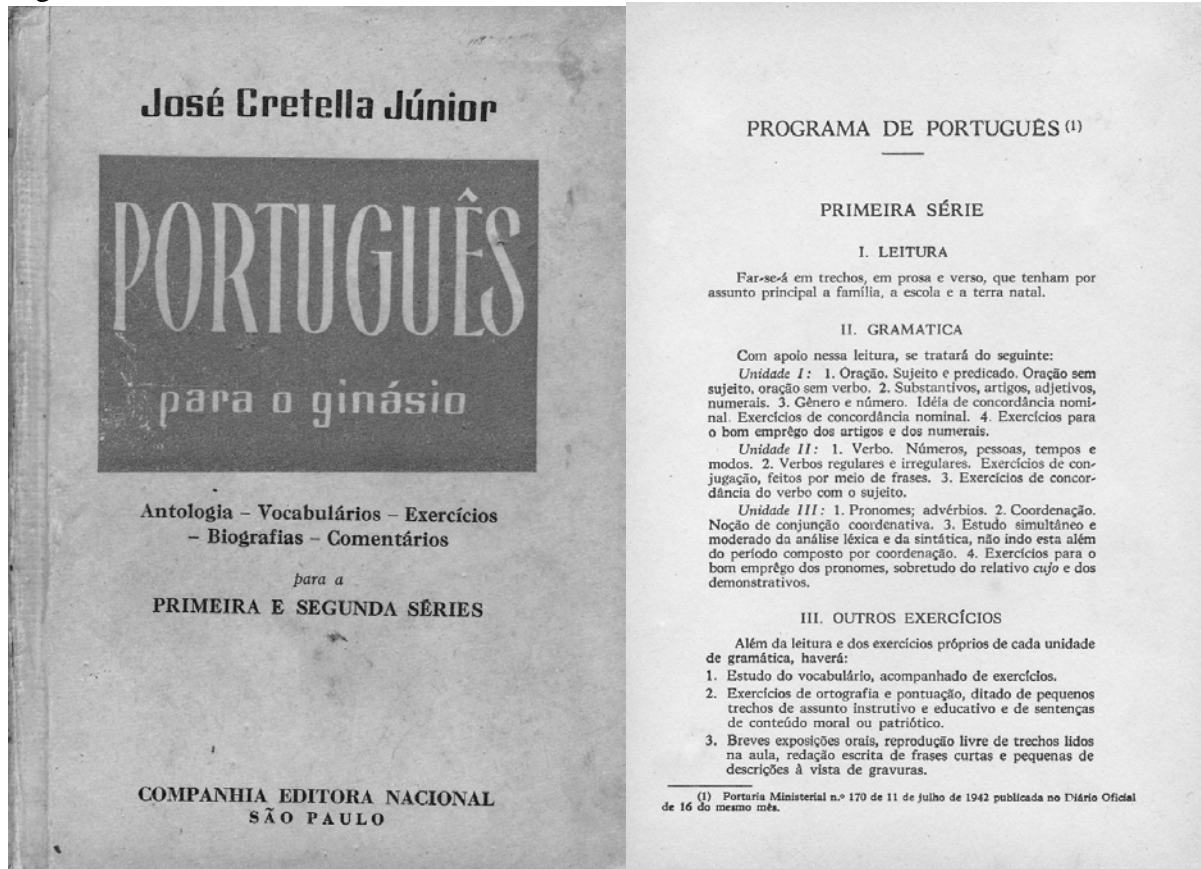 José Cretella Júnior
PORTUGUÊS
para o ginásio
Antologia – Vocabulários – Exercícios
– Biografias – Comentários
para a
PRIMEIRA E SEGUNDA SÉRIES
COMPANHIA EDITORA NACIONAL
SÃO PAULO
PROGRAMA DE PORTUGUÊS (1)
PRIMEIRA SÉRIE
I. LEITURA
Far-se-á em trechos, em prosa e verso, que tenham por
assunto principal a família, a escola e a terra natal.
II. GRAMATICA
Com apoio nessa leitura, se tratará do seguinte:
Unidade I: 1. Oração. Sujeito e predicado. Oração sem
sujeito, oração sem verbo. 2. Substantivos, artigos, adjetivos,
numerais. 3. Gênero e número. Idéia de concordância nomi-
nal. Exercícios de concordância nominal. 4. Exercícios para
o bom emprêgo dos artigos e dos numerais.
Unidade II: 1. Verbo. Números, pessoas, tempos e
modos. 2. Verbos regulares e irregulares. Exercícios de con-
jugação, feitos por meio de frases. 3. Exercícios de concor-
dância do verbo com o sujeito.
Unidade III: 1. Pronomes; advérbios. 2. Coordenação.
Noção de conjunção coordenativa. 3. Estudo simultâneo e
moderado da análise léxica e da sintática, não indo esta além
do período composto por coordenação. 4. Exercícios para o
bom emprêgo dos pronomes, sobretudo do relativo cujo e dos
demonstrativos.
III. OUTROS EXERCÍCIOS
Além da leitura e dos exercícios próprios de cada unidade
de gramática, haverá:
1. Estudo do vocabulário, acompanhado de exercícios.
2. Exercícios de ortografia e pontuação, ditado de pequenos
trechos de assunto instrutivo e educativo e de sentenças
de conteúdo moral ou patriótico.
3. Breves exposições orais, reprodução livre de trechos lidos
na aula, redação escrita de frases curtas e pequenas de
descrições à vista de gravuras.
(1) Portaria Ministerial n.º 170 de 11 de julho de 1942 publicada no Diário Oficial
de 16 do mesmo mês.